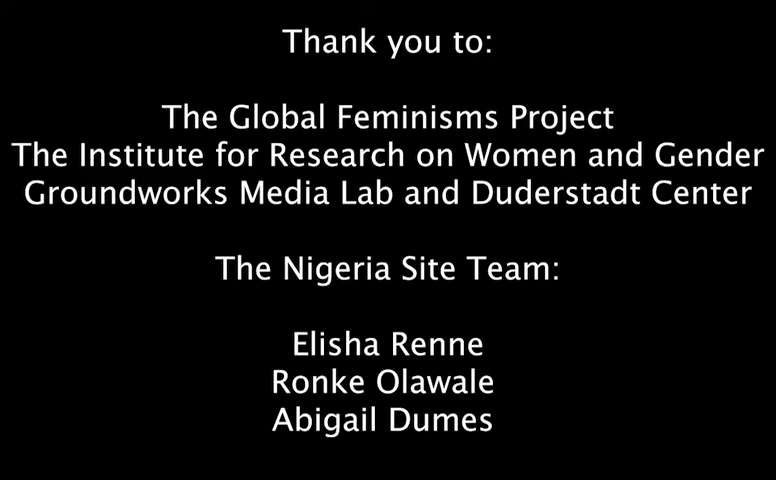 Thank you to:
The Global Feminisms Project
The Institute for Research on Women and Gender
Groundworks Media Lab and Duderstadt Center
The Nigeria Site Team:
Elisha Renne
Ronke Olawale
Abigail Dumes